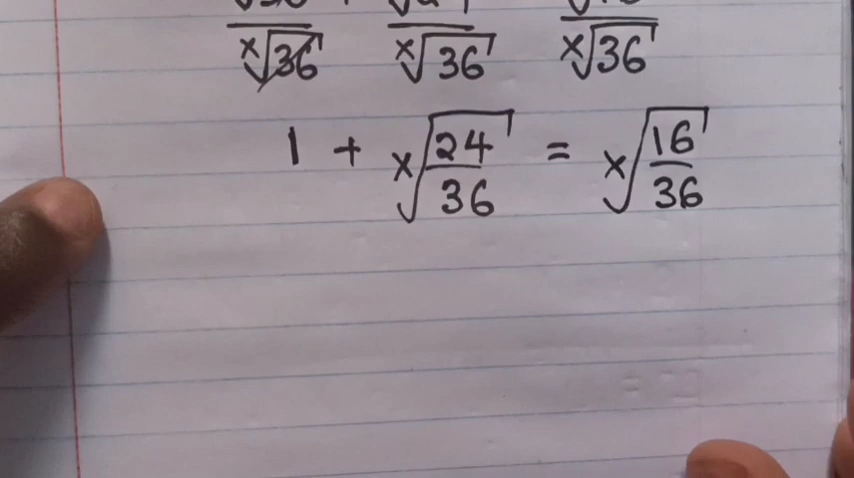 ˣ√36 ˣ√36 ˣ√36
1 + ˣ√(24/36) = ˣ√(16/36)